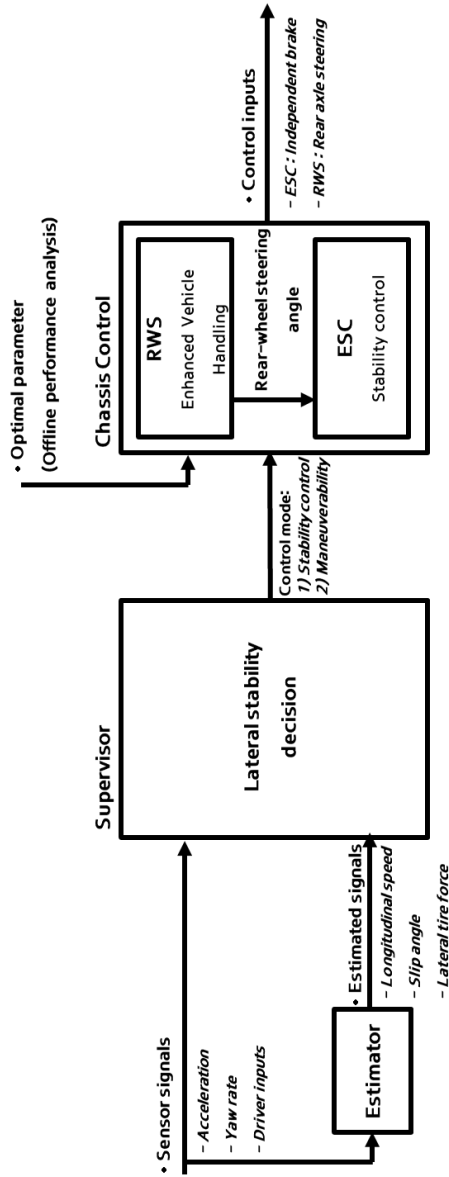 • Sensor signals
- Acceleration
- Yaw rate
- Driver inputs
Estimator
• Estimated signals
- Longitudinal speed
- Slip angle
- Lateral tire force
Supervisor
Lateral stability
decision
Control mode:
1) Stability control
2) Maneuverability
• Optimal parameter
(Offline performance analysis)
Chassis Control
RWS
Enhanced Vehicle
Handling
Rear-wheel steering
angle
ESC
Stability control
• Control inputs
- ESC : Independent brake
- RWS : Rear axle steering